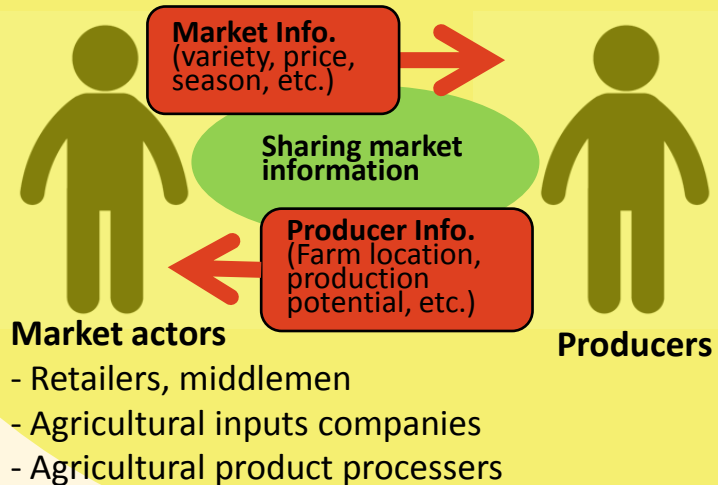 Market Info.
(variety, price,
season, etc.)
Sharing market
information
Producer Info.
(Farm location,
production
potential, etc.)
Market actors
- Retailers, middlemen
- Agricultural inputs companies
- Agricultural product processers
Producers